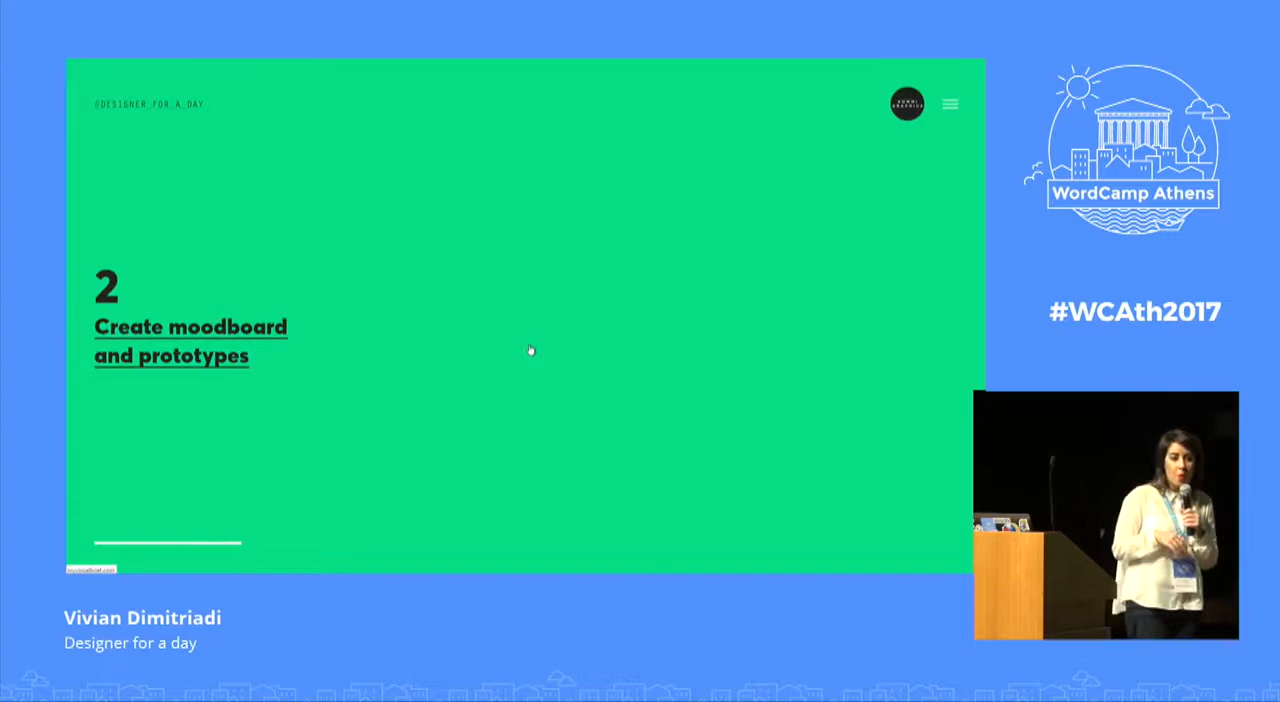 @DESIGNER_FOR_A_DAY
WordCamp Athens
#WCAth2017
2
Create moodboard
and prototypes
Vivian Dimitriadi
Designer for a day